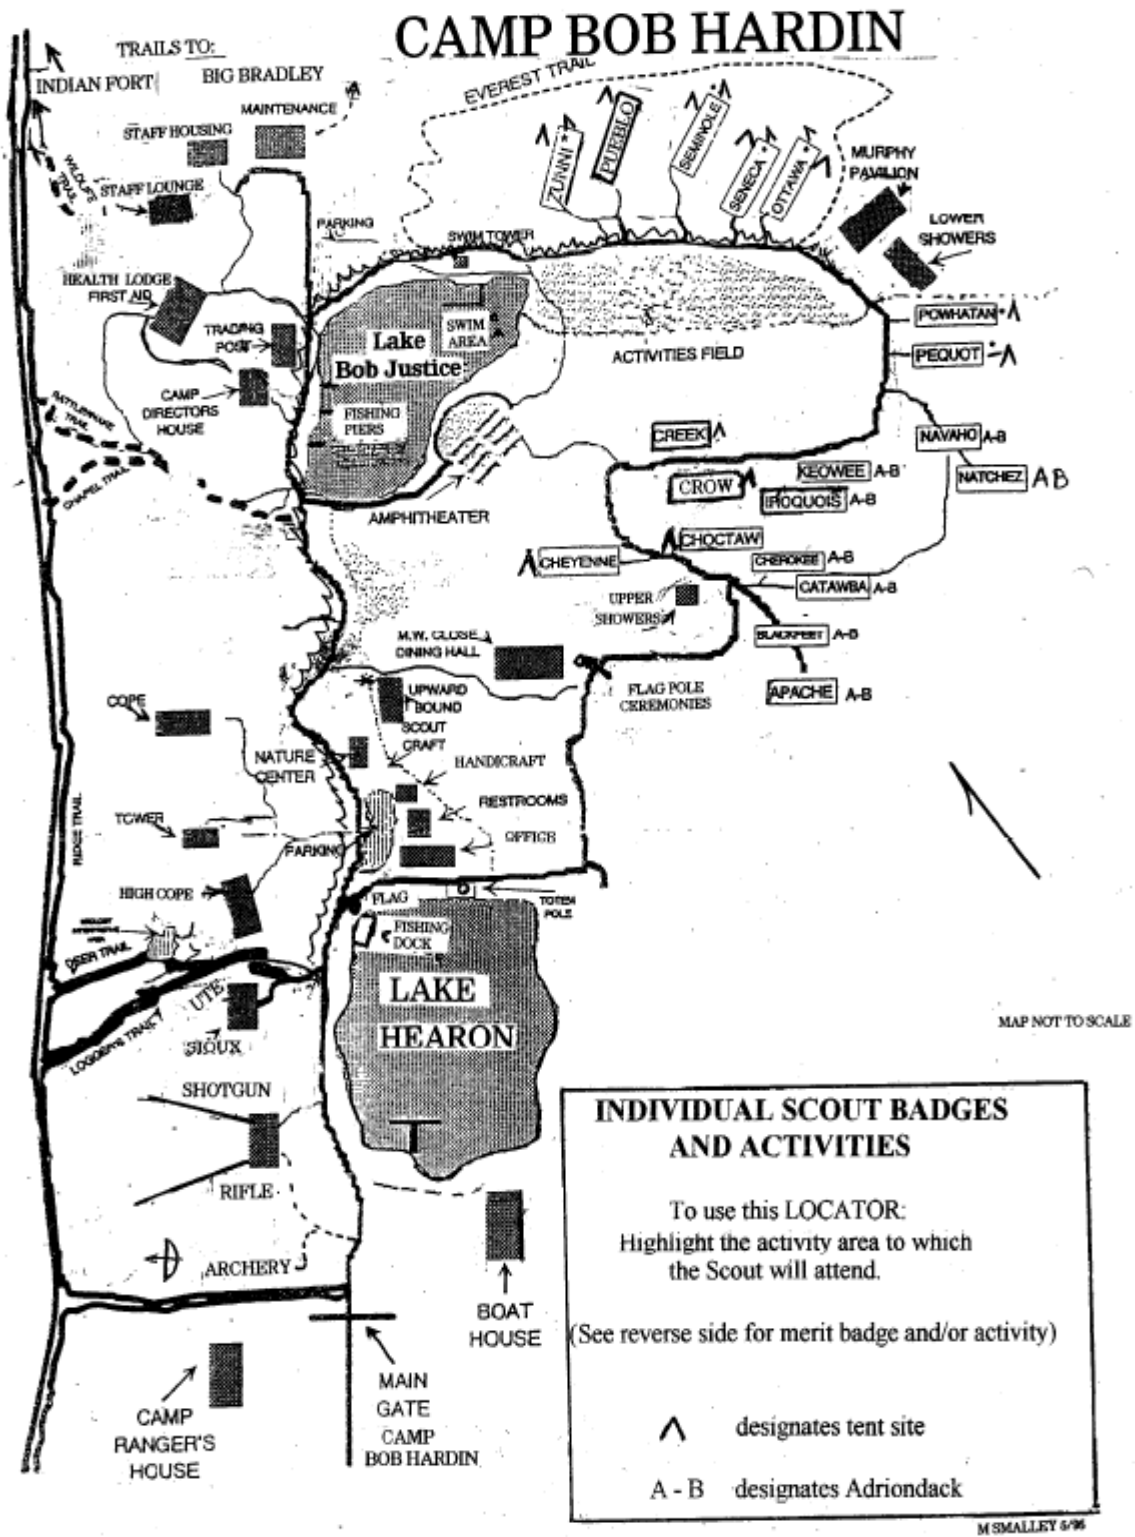 CAMP BOB HARDIN
TRAILS TO:
INDIAN FORT
BIG BRADLEY
MAINTENANCE
STAFF HOUSING
WILDLIFE
TRAIL
STAFF LOUNGE
EVEREST TRAIL
ZUNNI *
PUEBLO
SEMINOLE *
SENECA *
OTTAWA *
MURPHY
PAVILION
LOWER
SHOWERS
PARKING
SWIM TOWER
HEALTH LODGE
FIRST AID
TRADING
POST
SWIM
AREA
Lake
Bob Justice
ACTIVITIES FIELD
POWHATAN *
PEQUOT *
CAMP
DIRECTORS
HOUSE
FISHING
PIERS
RATTLESNAKE
TRAIL
CHAPEL TRAIL
CREEK
NAVAHO A-B
KEOWEE A-B
NATCHEZ AB
CROW
IROQUOIS A-B
AMPHITHEATER
CHOCTAW
CHEYENNE
CHEROKEE A-B
CATAWBA A-B
UPPER
SHOWERS
BLACKFEET A-B
M.W. CLOSE
DINING HALL
FLAG POLE
CEREMONIES
APACHE A-B
UPWARD
BOUND
SCOUT
CRAFT
COPE
NATURE
CENTER
HANDICRAFT
RESTROOMS
TOWER
RIDGE TRAIL
PARKING
OFFICE
HIGH COPE
FLAG
TOTEM
POLE
FISHING
DOCK
DEER TRAIL
LAKE
HEARON
UTE
LOGGERS TRAIL
SIOUX
MAP NOT TO SCALE
SHOTGUN
RIFLE
ARCHERY
BOAT
HOUSE
MAIN
GATE
CAMP
BOB HARDIN
CAMP
RANGER'S
HOUSE
INDIVIDUAL SCOUT BADGES
AND ACTIVITIES
To use this LOCATOR:
Highlight the activity area to which
the Scout will attend.
(See reverse side for merit badge and/or activity)
designates tent site
A - B designates Adriondack
M SMALLEY 5/96